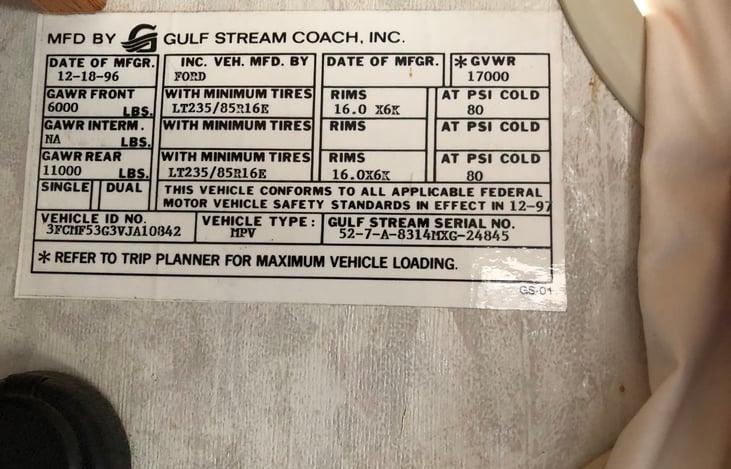 MFD BY GULF STREAM COACH, INC.
DATE OF MFGR. INC. VEH. MFD. BY DATE OF MFGR. * GVWR
12-18-96 FORD 17000
GAWR FRONT WITH MINIMUM TIRES RIMS AT PSI COLD
6000 LBS. LT235/85R16E 16.0 X6K 80
GAWR INTERM. WITH MINIMUM TIRES RIMS AT PSI COLD
NA LBS.
GAWR REAR WITH MINIMUM TIRES RIMS AT PSI COLD
11000 LBS. LT235/85R16E 16.0X6K 80
SINGLE DUAL THIS VEHICLE CONFORMS TO ALL APPLICABLE FEDERAL
MOTOR VEHICLE SAFETY STANDARDS IN EFFECT IN 12-97
VEHICLE ID NO. VEHICLE TYPE: GULF STREAM SERIAL NO.
3FCMF53G3VJA10842 MPV 52-7-A-8314MXG-24845
* REFER TO TRIP PLANNER FOR MAXIMUM VEHICLE LOADING.
GS-01